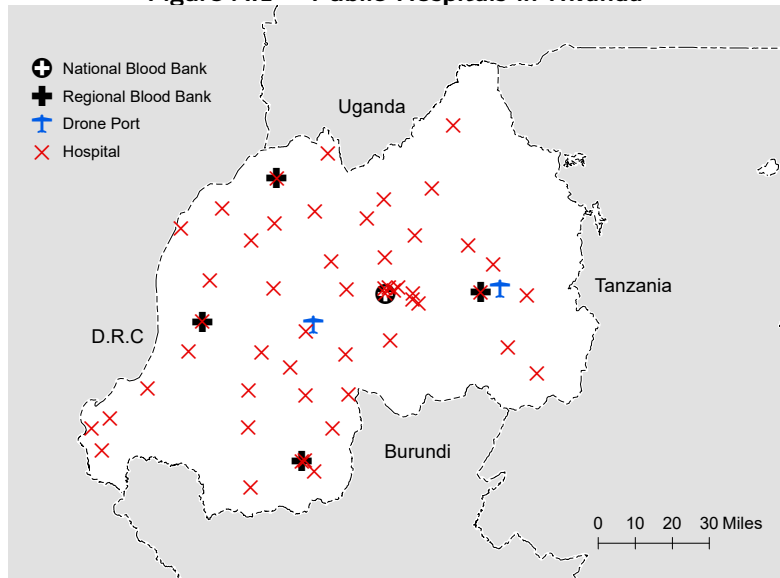 National Blood Bank
Regional Blood Bank
Drone Port
Hospital
Uganda
Tanzania
D.R.C
Burundi
0 10 20 30 Miles